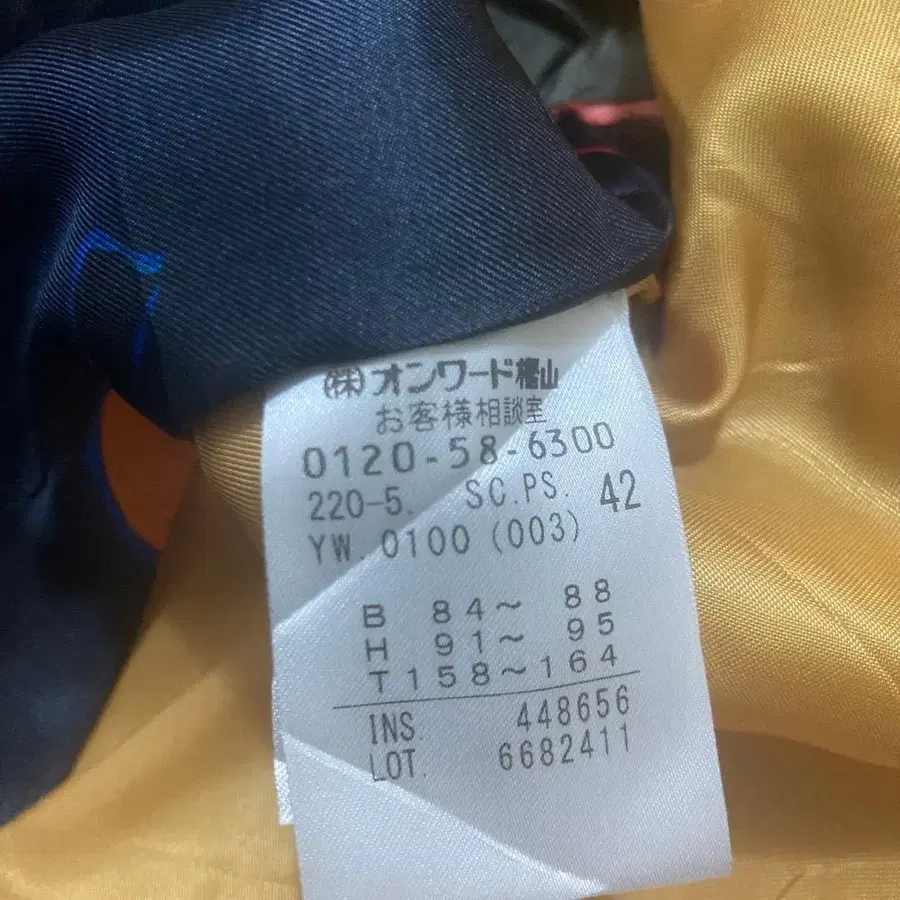 (株)オンワード樫山
お客様相談室
0120-58-6300
220-5. SC.PS. 42
YW.0100 (003)
B 84~ 88
H 91~ 95
T158~164
INS. 448656
LOT. 6682411